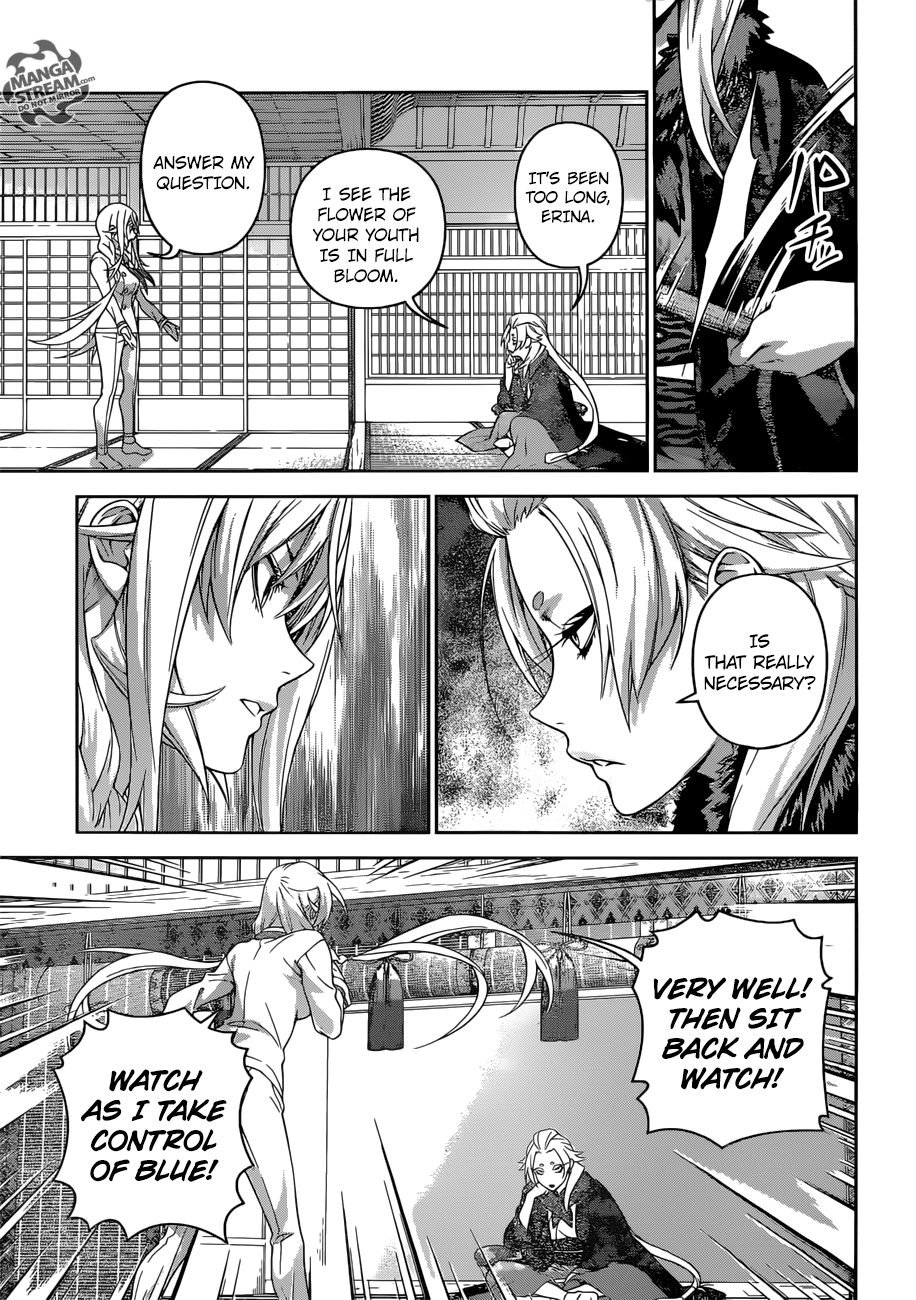 MANGA
STREAM.com
DO NOT MIRROR
IT'S BEEN
TOO LONG,
ERINA.
I SEE THE
FLOWER OF
YOUR YOUTH
IS IN FULL
BLOOM.
ANSWER MY
QUESTION.
IS
THAT REALLY
NECESSARY?
VERY WELL!
THEN SIT
BACK AND
WATCH!
WATCH
AS I TAKE
CONTROL
OF BLUE!